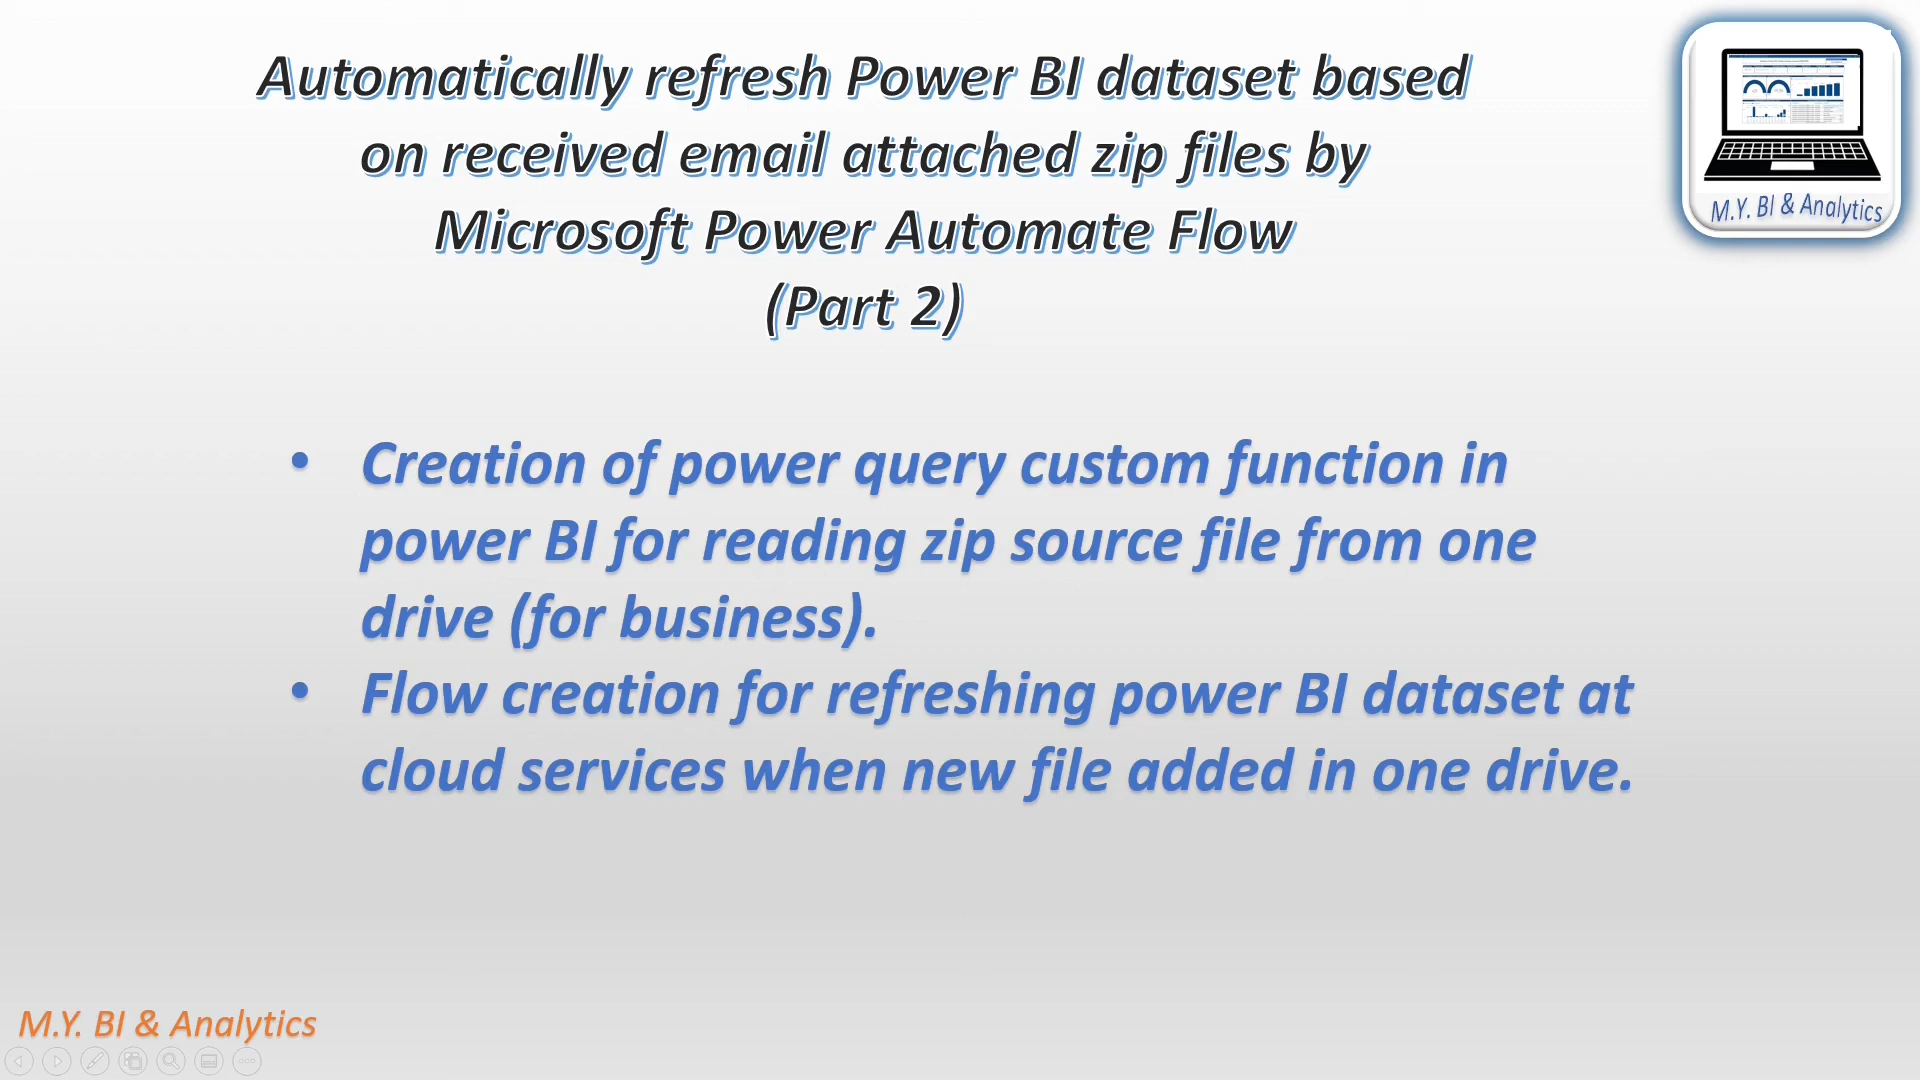 Automatically refresh Power BI dataset based
on received email attached zip files by
Microsoft Power Automate Flow
(Part 2)
M.Y. BI & Analytics
• Creation of power query custom function in
power BI for reading zip source file from one
drive (for business).
• Flow creation for refreshing power BI dataset at
cloud services when new file added in one drive.
M.Y. BI & Analytics